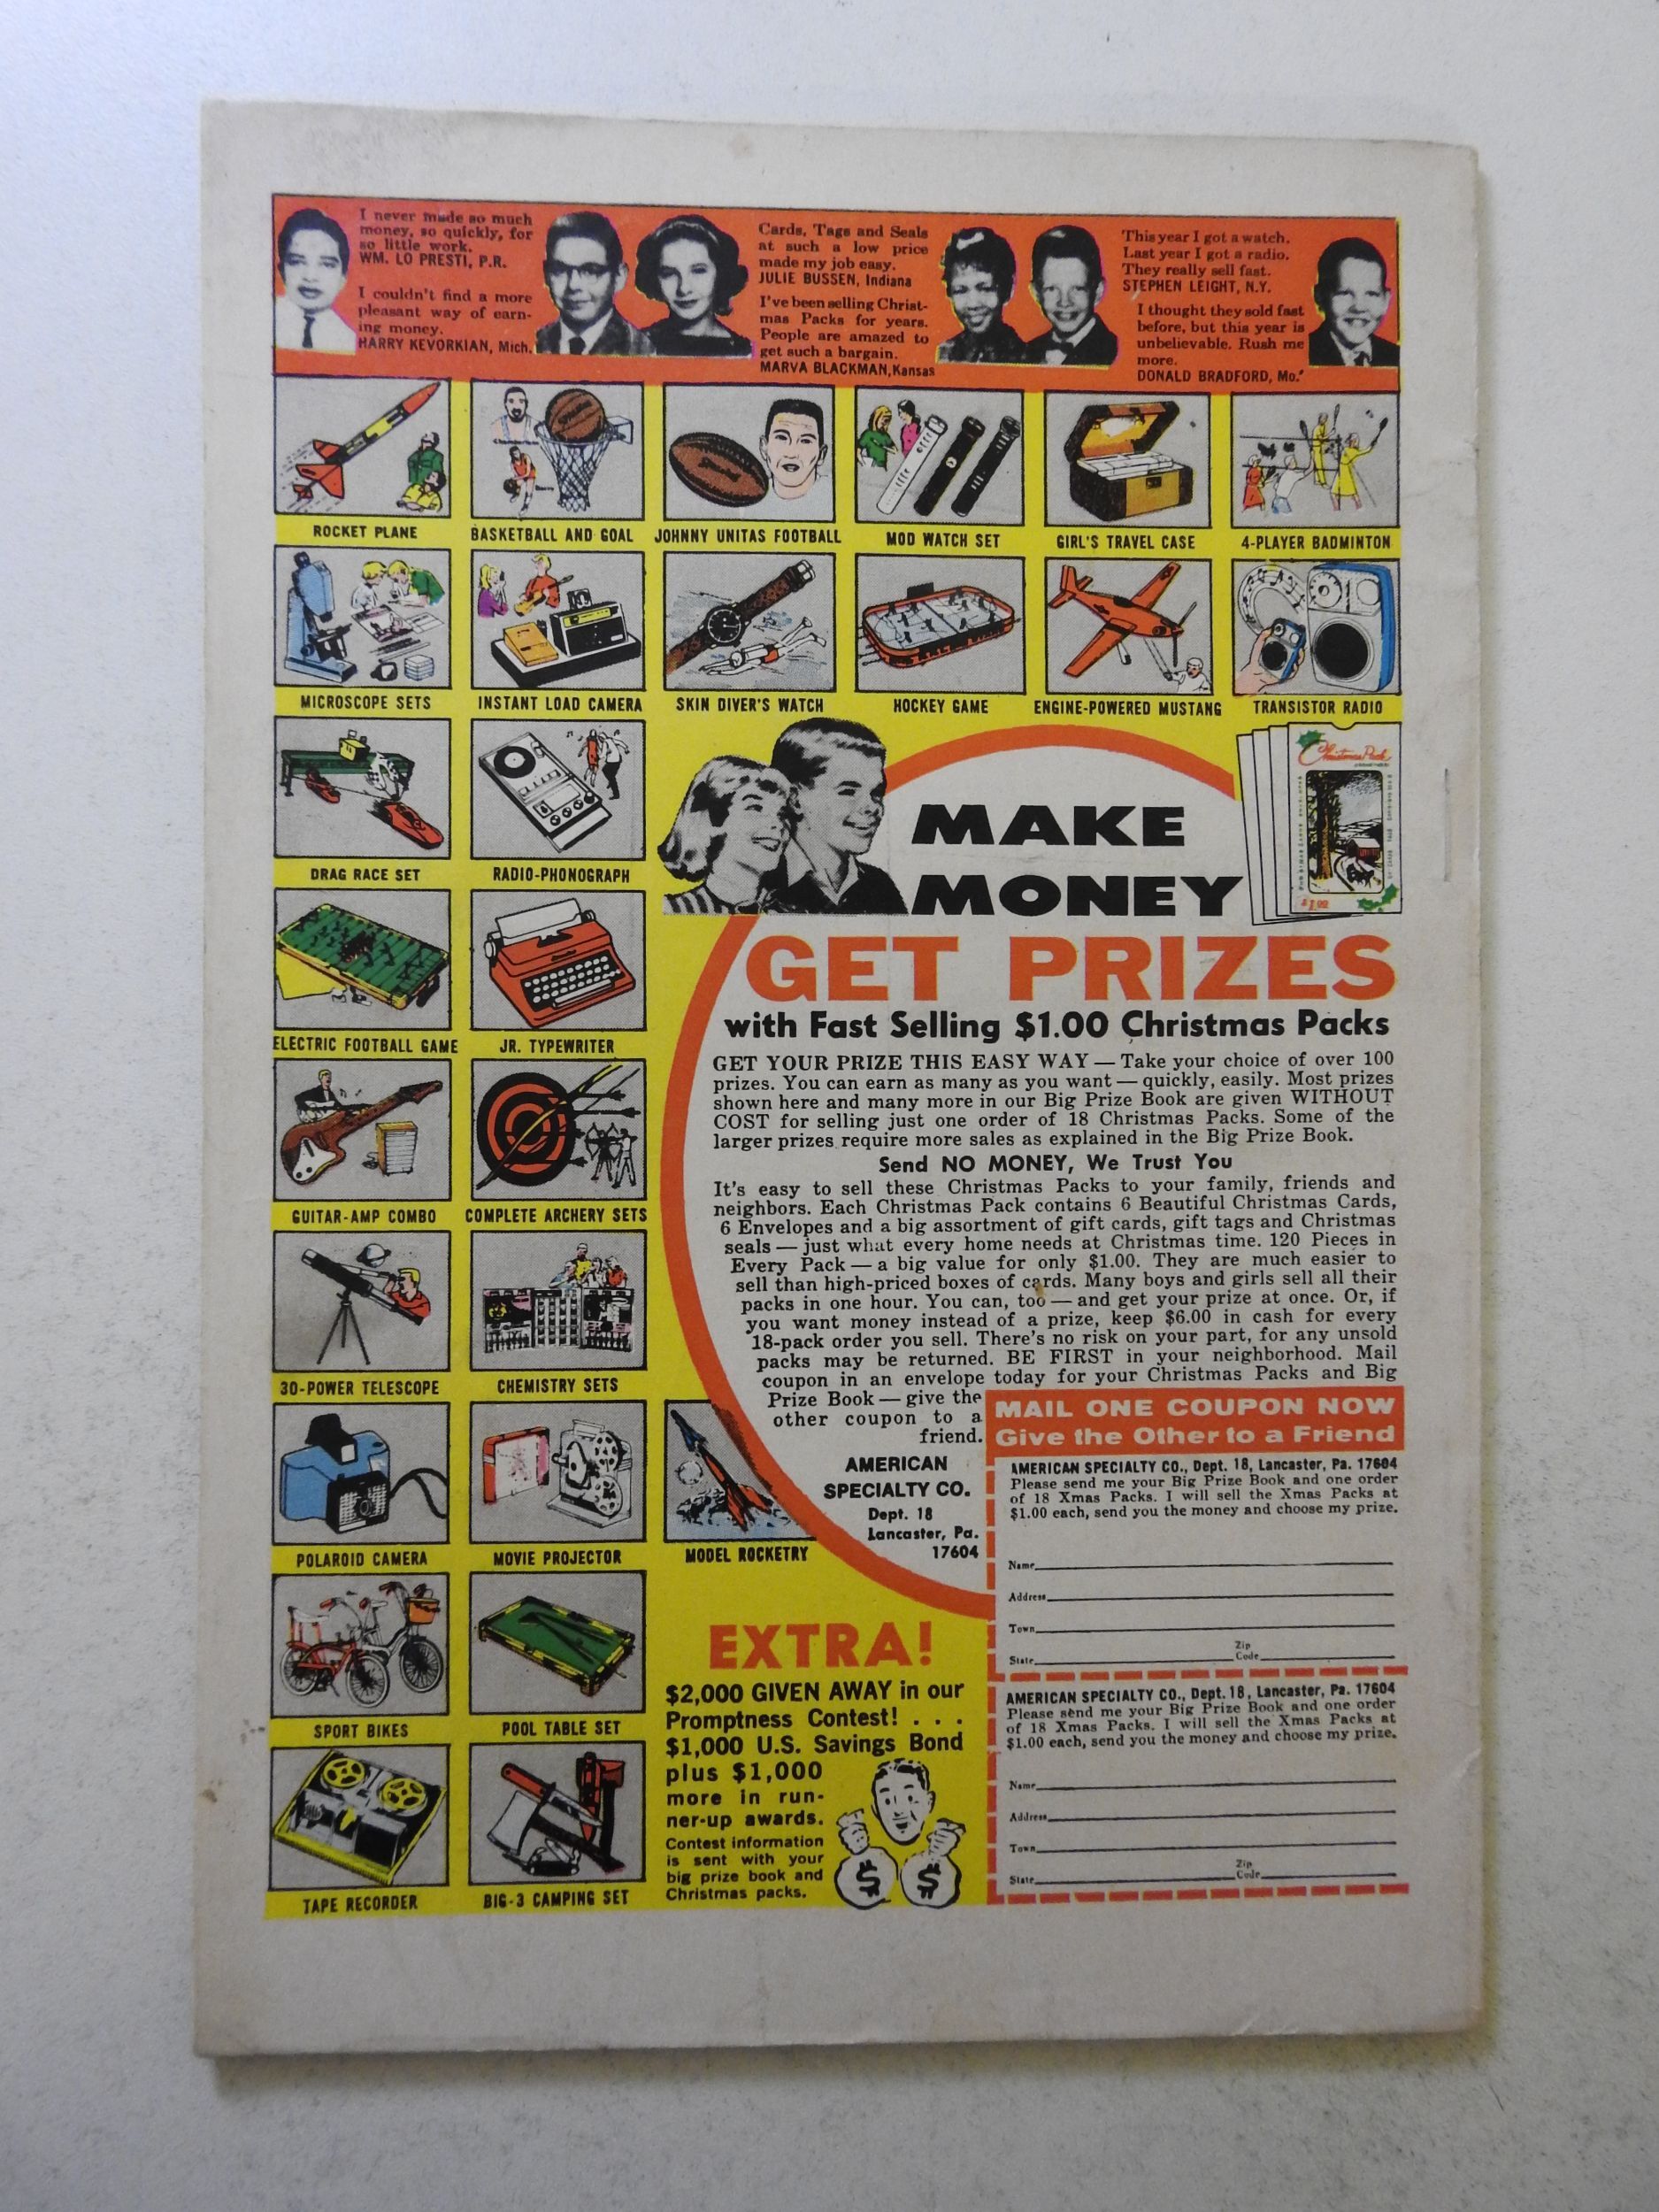 I never made so much
money, so quickly, for
so little work.
WM. LO PRESTI, P.R.
I couldn't find a more
pleasant way of earn-
ing money.
HARRY KEVORKIAN, Mich.
Cards, Tags and Seals
at such a low price
made my job easy.
JULIE BUSSEN, Indiana
I've been selling Christ-
mas Packs for years.
People are amazed to
get such a bargain.
MARVA BLACKMAN, Kansas
This year I got a watch.
Last year I got a radio.
They really sell fast.
STEPHEN LEIGHT, N.Y.
I thought they sold fast
before, but this year is
unbelievable. Rush me
more.
DONALD BRADFORD, Mo.
ROCKET PLANE
BASKETBALL AND GOAL
JOHNNY UNITAS FOOTBALL
MOD WATCH SET
GIRL'S TRAVEL CASE
4-PLAYER BADMINTON
MICROSCOPE SETS
INSTANT LOAD CAMERA
SKIN DIVER'S WATCH
HOCKEY GAME
ENGINE-POWERED MUSTANG
TRANSISTOR RADIO
DRAG RACE SET
RADIO-PHONOGRAPH
ELECTRIC FOOTBALL GAME
JR. TYPEWRITER
GUITAR-AMP COMBO
COMPLETE ARCHERY SETS
30-POWER TELESCOPE
CHEMISTRY SETS
POLAROID CAMERA
MOVIE PROJECTOR
MODEL ROCKETRY
SPORT BIKES
POOL TABLE SET
TAPE RECORDER
BIG-3 CAMPING SET
Christmas Pack
$1.00
MAKE
MONEY
GET PRIZES
with Fast Selling $1.00 Christmas Packs
GET YOUR PRIZE THIS EASY WAY — Take your choice of over 100
prizes. You can earn as many as you want — quickly, easily. Most prizes
shown here and many more in our Big Prize Book are given WITHOUT
COST for selling just one order of 18 Christmas Packs. Some of the
larger prizes require more sales as explained in the Big Prize Book.
Send NO MONEY, We Trust You
It's easy to sell these Christmas Packs to your family, friends and
neighbors. Each Christmas Pack contains 6 Beautiful Christmas Cards,
6 Envelopes and a big assortment of gift cards, gift tags and Christmas
seals — just what every home needs at Christmas time. 120 Pieces in
Every Pack — a big value for only $1.00. They are much easier to
sell than high-priced boxes of cards. Many boys and girls sell all their
packs in one hour. You can, too — and get your prize at once. Or, if
you want money instead of a prize, keep $6.00 in cash for every
18-pack order you sell. There's no risk on your part, for any unsold
packs may be returned. BE FIRST in your neighborhood. Mail
coupon in an envelope today for your Christmas Packs and Big
Prize Book — give the
other coupon to a
friend.
AMERICAN
SPECIALTY CO.
Dept. 18
Lancaster, Pa.
17604
EXTRA!
$2,000 GIVEN AWAY in our
Promptness Contest! . . .
$1,000 U.S. Savings Bond
plus $1,000
more in run-
ner-up awards.
Contest information
is sent with your
big prize book and
Christmas packs.
$ $
MAIL ONE COUPON NOW
Give the Other to a Friend
AMERICAN SPECIALTY CO., Dept. 18, Lancaster, Pa. 17604
Please send me your Big Prize Book and one order
of 18 Xmas Packs. I will sell the Xmas Packs at
$1.00 each, send you the money and choose my prize.
Name
Address
Town
State Zip Code
AMERICAN SPECIALTY CO., Dept. 18, Lancaster, Pa. 17604
Please send me your Big Prize Book and one order
of 18 Xmas Packs. I will sell the Xmas Packs at
$1.00 each, send you the money and choose my prize.
Name
Address
Town
State Zip Code